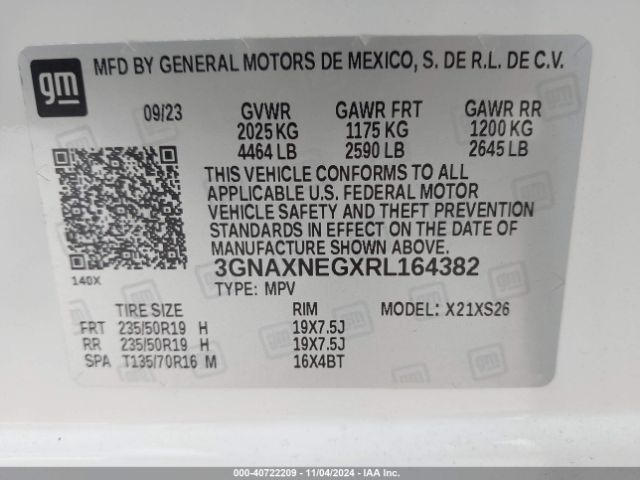 gm
MFD BY GENERAL MOTORS DE MEXICO, S. DE R.L. DE C.V.
09/23 GVWR GAWR FRT GAWR RR
2025 KG 1175 KG 1200 KG
4464 LB 2590 LB 2645 LB
THIS VEHICLE CONFORMS TO ALL
APPLICABLE U.S. FEDERAL MOTOR
VEHICLE SAFETY AND THEFT PREVENTION
STANDARDS IN EFFECT ON THE DATE OF
MANUFACTURE SHOWN ABOVE.
140X 3GNAXNEGXRL164382
TYPE: MPV MODEL: X21XS26
TIRE SIZE RIM
FRT 235/50R19 H 19X7.5J
RR 235/50R19 H 19X7.5J
SPA T135/70R16 M 16X4BT
000-40722209 - 11/04/2024 - IAAI.com